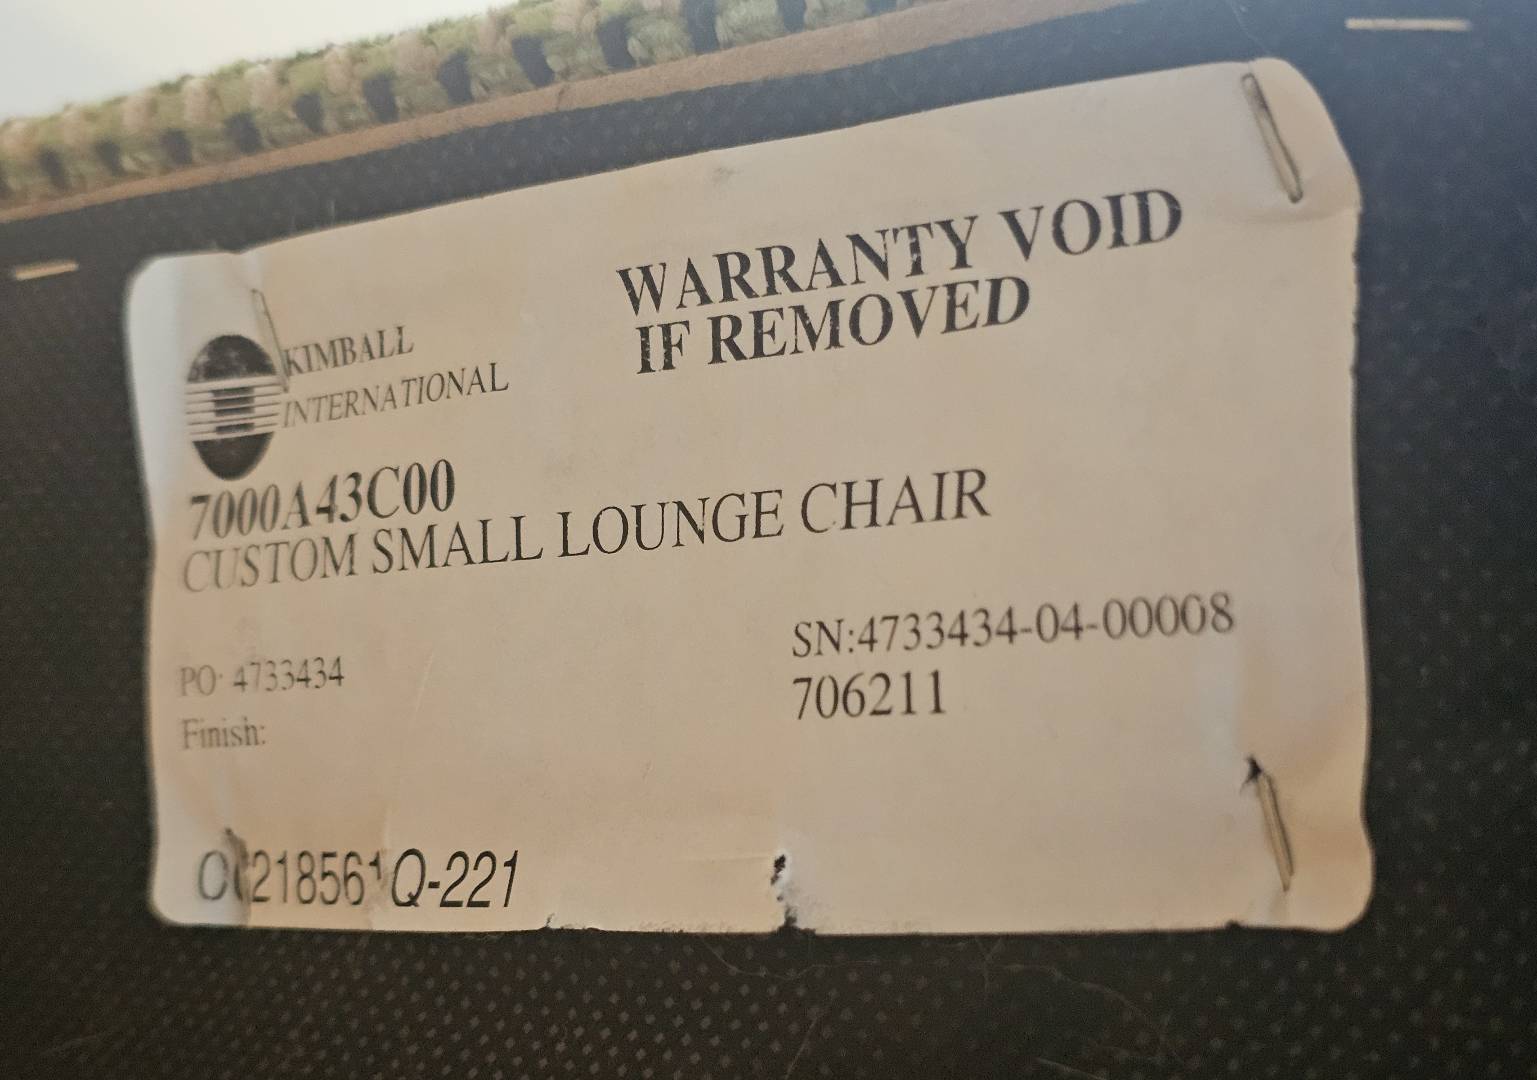 WARRANTY VOID
IF REMOVED
KIMBALL
INTERNATIONAL
7000A43C00
CUSTOM SMALL LOUNGE CHAIR
SN:4733434-04-00008
PO: 4733434
706211
Finish:
Q-221